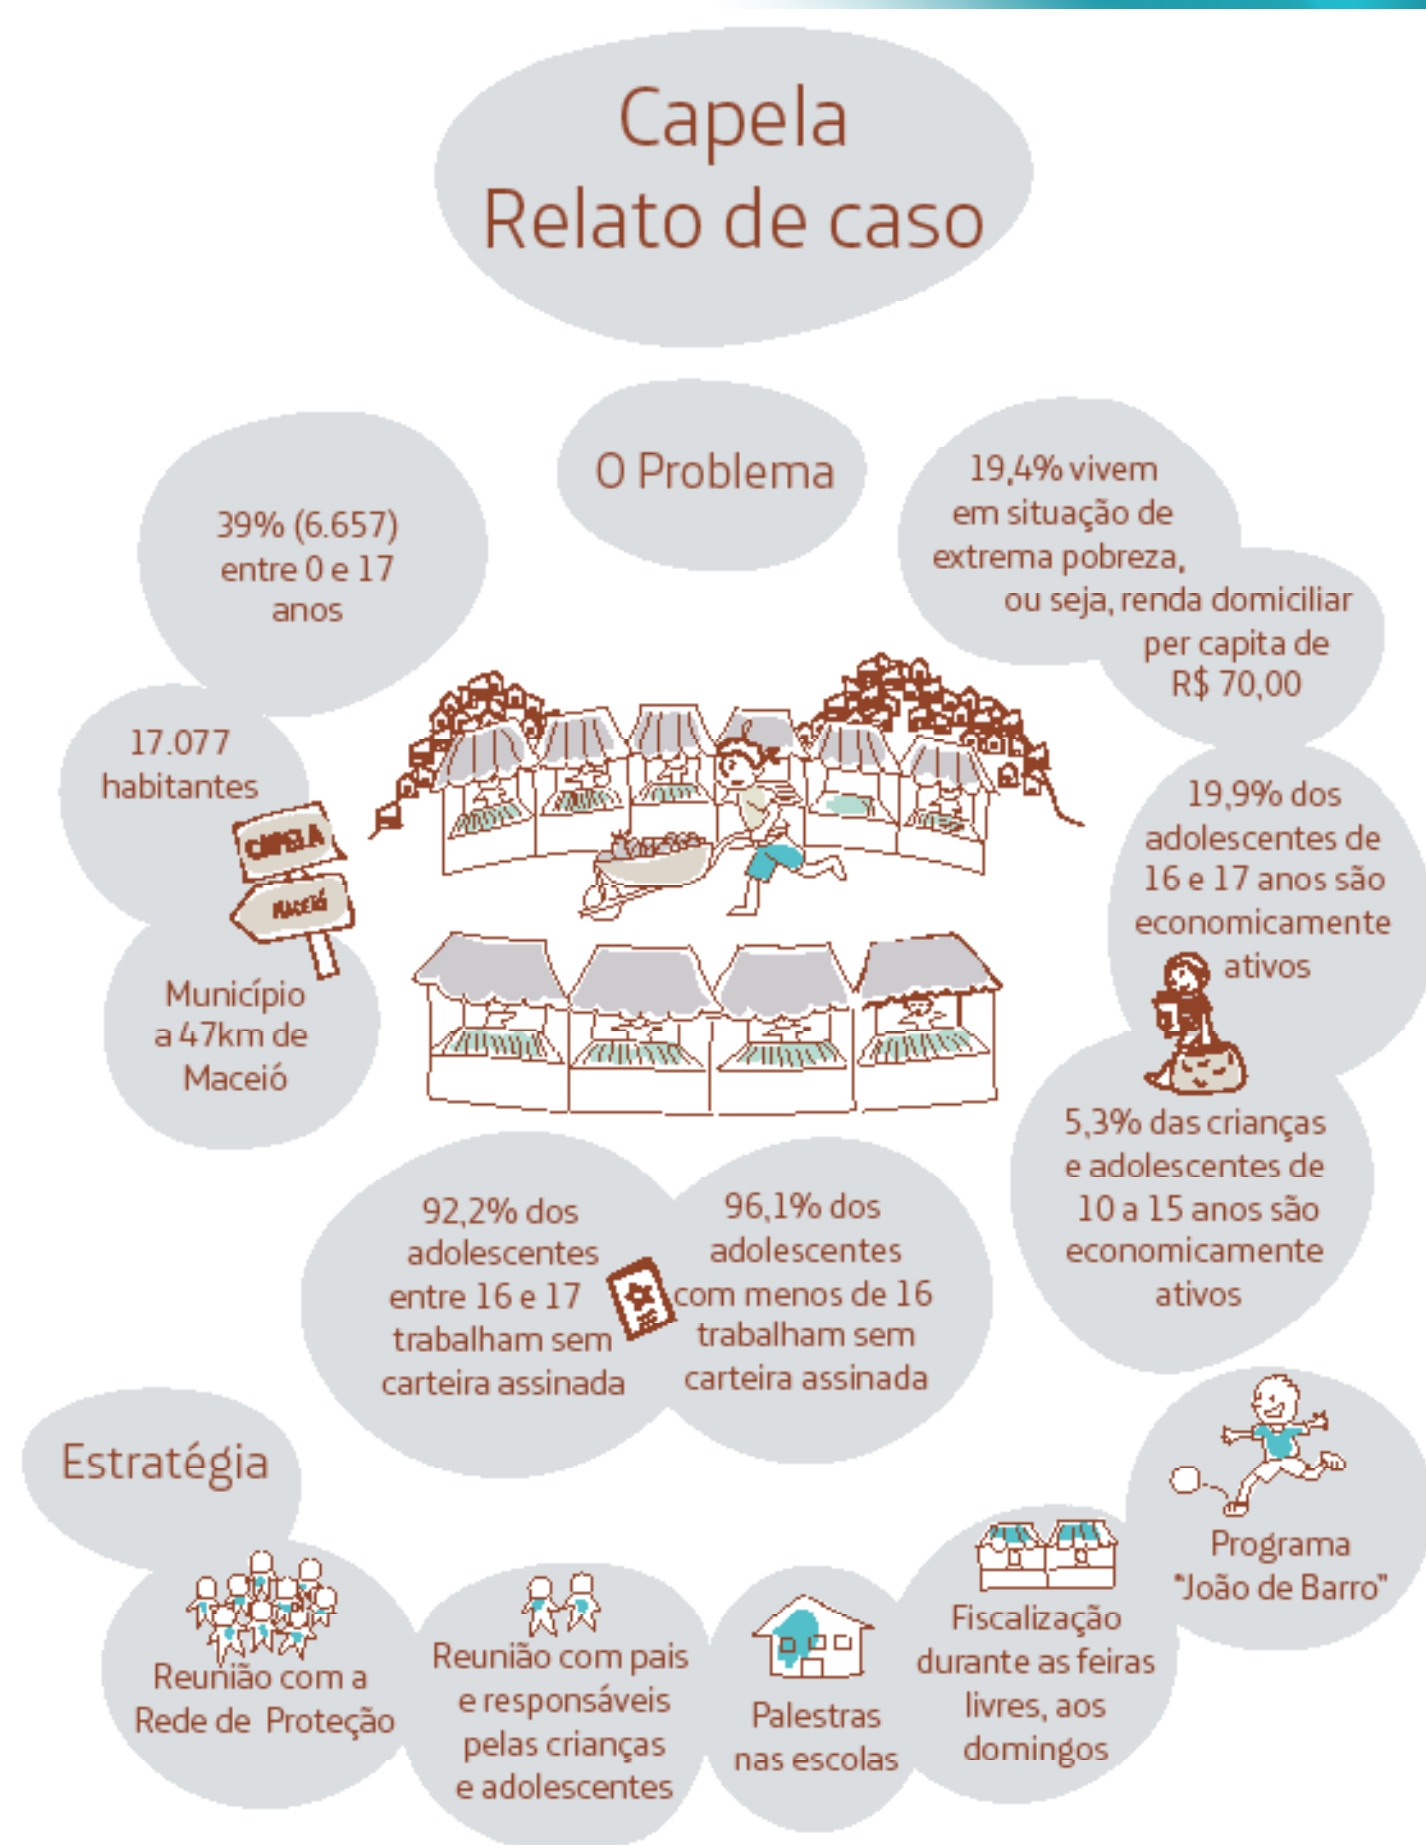 Capela
Relato de caso
O Problema
39% (6.657)
entre 0 e 17
anos
17.077
habitantes
CAPELA
MACEIÓ
Município
a 47km de
Maceió
19,4% vivem
em situação de
extrema pobreza,
ou seja, renda domiciliar
per capita de
R$ 70,00
19,9% dos
adolescentes de
16 e 17 anos são
economicamente
ativos
5,3% das crianças
e adolescentes de
10 a 15 anos são
economicamente
ativos
92,2% dos
adolescentes
entre 16 e 17
trabalham sem
carteira assinada
96,1% dos
adolescentes
com menos de 16
trabalham sem
carteira assinada
Estratégia
Reunião com a
Rede de Proteção
Reunião com pais
e responsáveis
pelas crianças
e adolescentes
Palestras
nas escolas
Fiscalização
durante as feiras
livres, aos
domingos
Programa
"João de Barro"